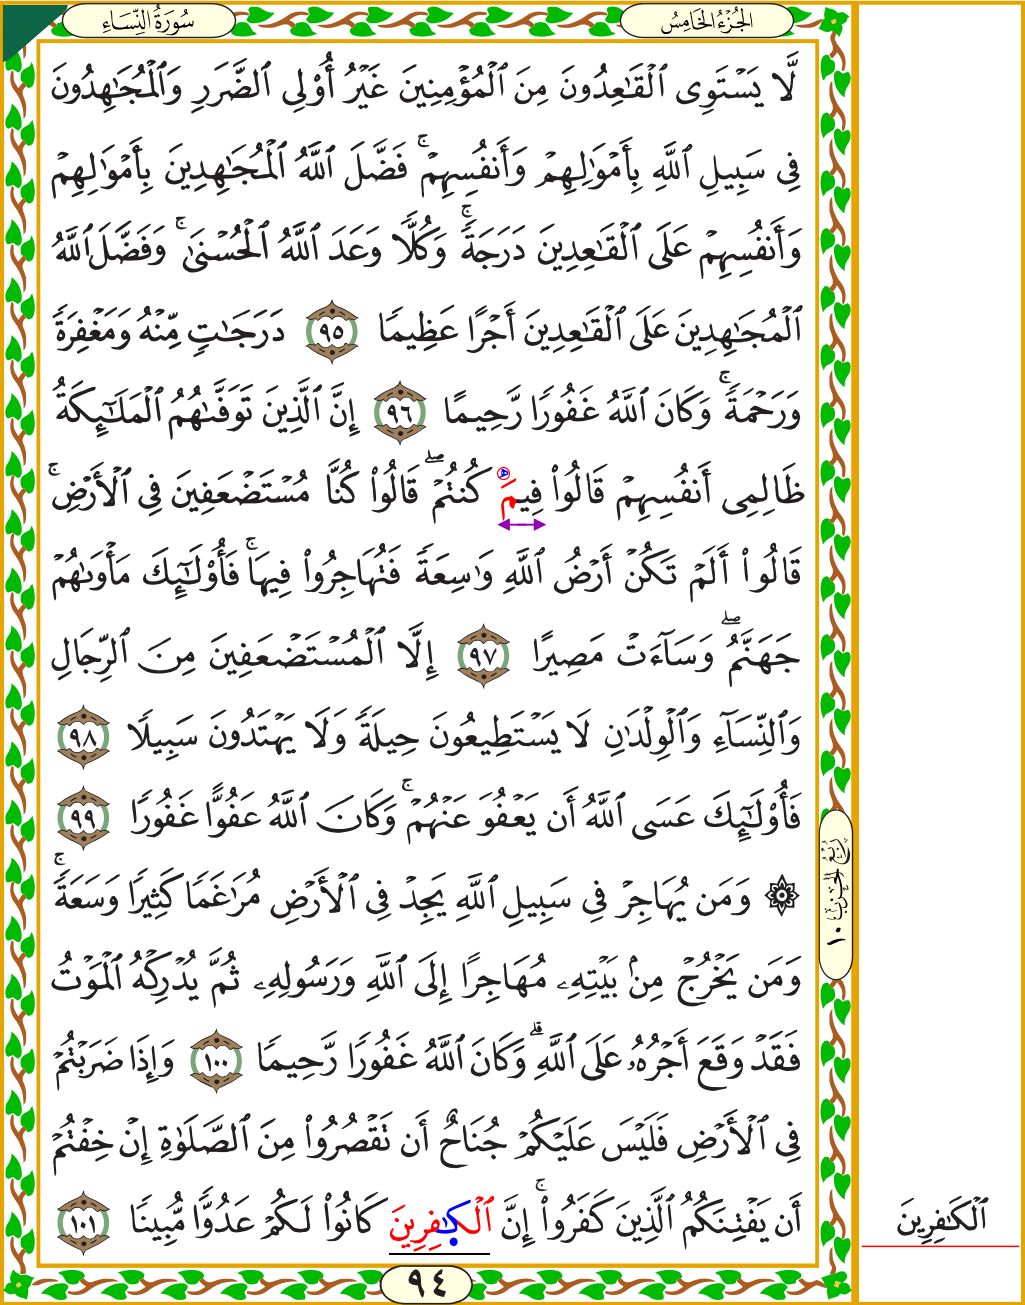 الجُزْءُ الخَامِسُ
سُورَةُ النِّسَاءِ
لَّا يَسْتَوِى ٱلْقَٰعِدُونَ مِنَ ٱلْمُؤْمِنِينَ غَيْرُ أُو۟لِى ٱلضَّرَرِ وَٱلْمُجَٰهِدُونَ
فِى سَبِيلِ ٱللَّهِ بِأَمْوَٰلِهِمْ وَأَنفُسِهِمْ ۚ فَضَّلَ ٱللَّهُ ٱلْمُجَٰهِدِينَ بِأَمْوَٰلِهِمْ
وَأَنفُسِهِمْ عَلَى ٱلْقَٰعِدِينَ دَرَجَةً ۚ وَكُلًّا وَعَدَ ٱللَّهُ ٱلْحُسْنَىٰ ۚ وَفَضَّلَ ٱللَّهُ
ٱلْمُجَٰهِدِينَ عَلَى ٱلْقَٰعِدِينَ أَجْرًا عَظِيمًا ٩٥ دَرَجَٰتٍ مِّنْهُ وَمَغْفِرَةً
وَرَحْمَةً ۚ وَكَانَ ٱللَّهُ غَفُورًا رَّحِيمًا ٩٦ إِنَّ ٱلَّذِينَ تَوَفَّىٰهُمُ ٱلْمَلَٰٓئِكَةُ
ظَالِمِىٓ أَنفُسِهِمْ قَالُوا۟ فِيمَ كُنتُمْ ۖ قَالُوا۟ كُنَّا مُسْتَضْعَفِينَ فِى ٱلْأَرْضِ ۚ
قَالُوٓا۟ أَلَمْ تَكُنْ أَرْضُ ٱللَّهِ وَٰسِعَةً فَتُهَاجِرُوا۟ فِيهَا ۚ فَأُو۟لَٰٓئِكَ مَأْوَىٰهُمْ
جَهَنَّمُ ۖ وَسَآءَتْ مَصِيرًا ٩٧ إِلَّا ٱلْمُسْتَضْعَفِينَ مِنَ ٱلرِّجَالِ
وَٱلنِّسَآءِ وَٱلْوِلْدَٰنِ لَا يَسْتَطِيعُونَ حِيلَةً وَلَا يَهْتَدُونَ سَبِيلًا ٩٨
فَأُو۟لَٰٓئِكَ عَسَى ٱللَّهُ أَن يَعْفُوَ عَنْهُمْ ۚ وَكَانَ ٱللَّهُ عَفُوًّا غَفُورًا ٩٩
۞ وَمَن يُهَاجِرْ فِى سَبِيلِ ٱللَّهِ يَجِدْ فِى ٱلْأَرْضِ مُرَٰغَمًا كَثِيرًا وَسَعَةً ۚ
وَمَن يَخْرُجْ مِنۢ بَيْتِهِۦ مُهَاجِرًا إِلَى ٱللَّهِ وَرَسُولِهِۦ ثُمَّ يُدْرِكْهُ ٱلْمَوْتُ
فَقَدْ وَقَعَ أَجْرُهُۥ عَلَى ٱللَّهِ ۗ وَكَانَ ٱللَّهُ غَفُورًا رَّحِيمًا ١٠٠ وَإِذَا ضَرَبْتُمْ
فِى ٱلْأَرْضِ فَلَيْسَ عَلَيْكُمْ جُنَاحٌ أَن تَقْصُرُوا۟ مِنَ ٱلصَّلَوٰةِ إِنْ خِفْتُمْ
أَن يَفْتِنَكُمُ ٱلَّذِينَ كَفَرُوٓا۟ ۚ إِنَّ ٱلْكَٰفِرِينَ كَانُوا۟ لَكُمْ عَدُوًّا مُّبِينًا ١٠١
ٱلْكَٰفِرِينَ
رُبْعُ الحِزْبِ ١٠
٩٤